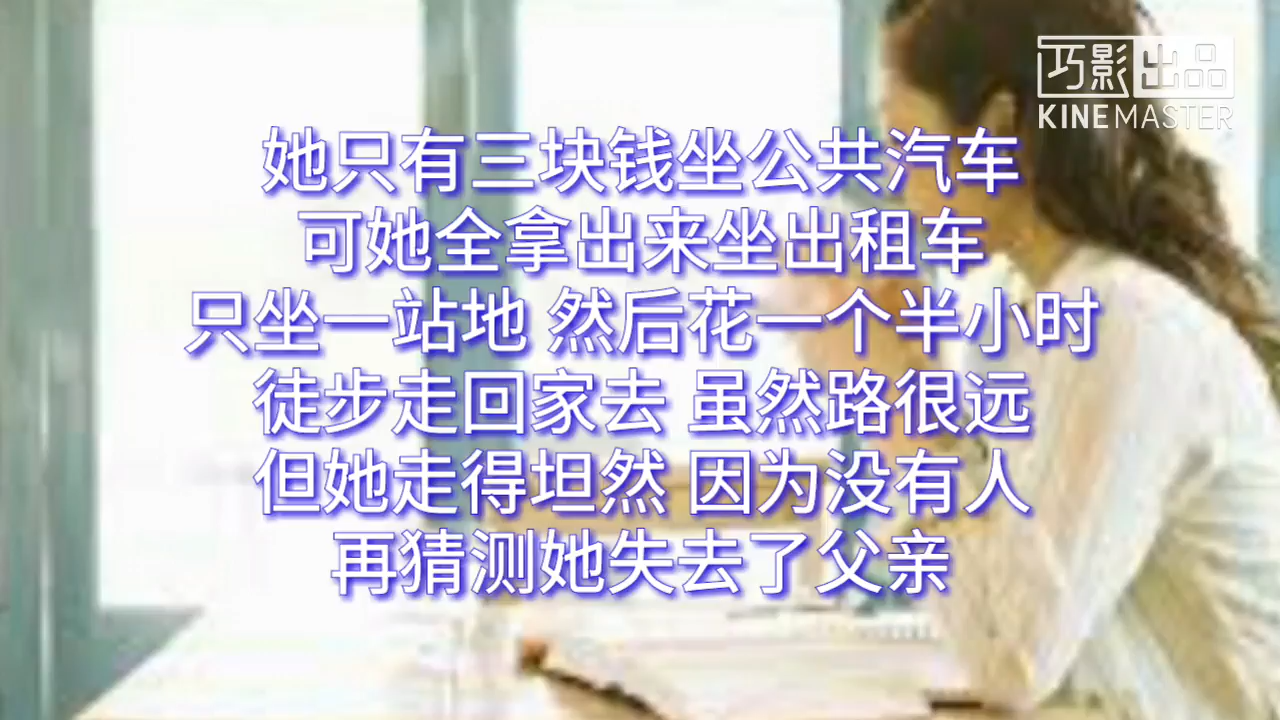 巧影出品
KINEMASTER
她只有三块钱坐公共汽车
可她全拿出来坐出租车
只坐一站地 然后花一个半小时
徒步走回家去 虽然路很远
但她走得坦然 因为没有人
再猜测她失去了父亲